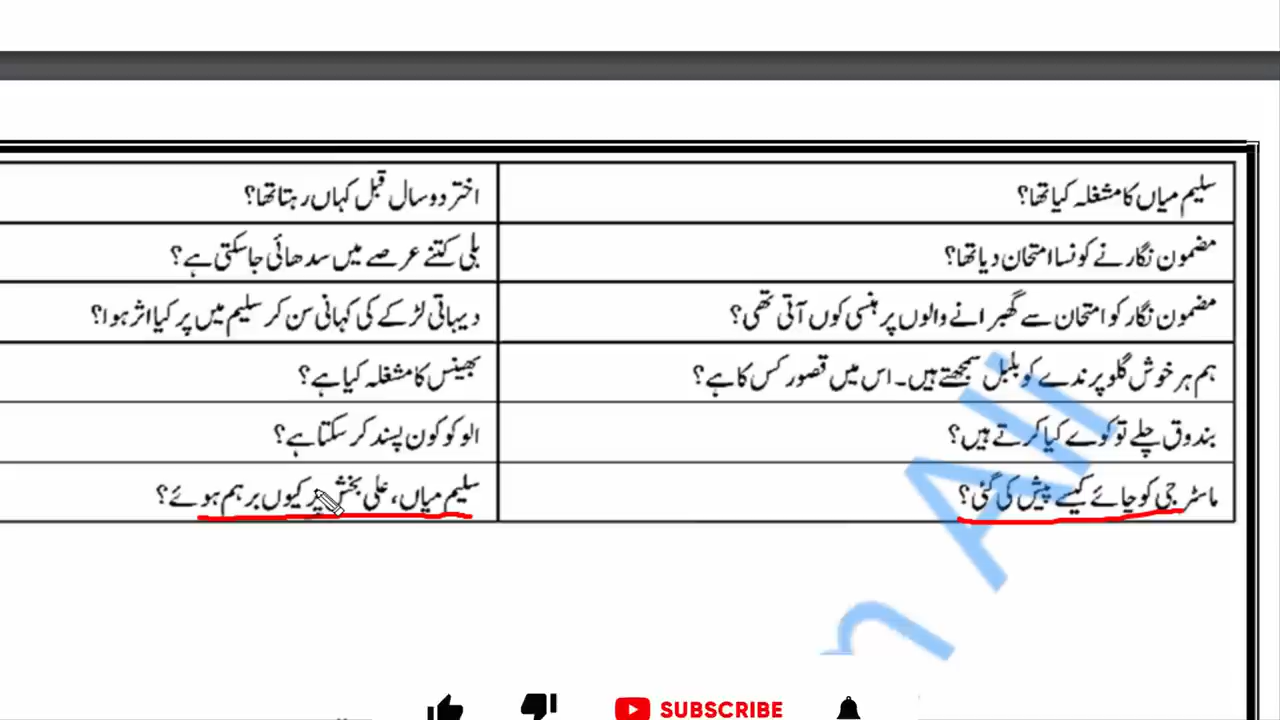 سلیم میاں کا مشغلہ کیا تھا؟
اختر دو سال قبل کہاں رہتا تھا؟
مضمون نگار نے کونسا امتحان دیا تھا؟
بلی کتنے عرصے میں سدھائی جا سکتی ہے؟
مضمون نگار کو امتحان سے گھبرانے والوں پر ہنسی کوں آتی تھی؟
دیہاتی لڑکے کی کہانی سن کر سلیم میں پر کیا اثر ہوا؟
ہم ہر خوش گلو پرندے کو بلبل سمجھتے ہیں۔ اس میں قصور کس کا ہے؟
بھینس کا مشغلہ کیا ہے؟
بندوق چلے تو کوے کیا کرتے ہیں؟
الو کو کون پسند کر سکتا ہے؟
ماسٹر جی کو چائے کیسے پیش کی گئی؟
سلیم میاں، علی بخش پر کیوں برہم ہوئے؟
n Ali
SUBSCRIBE